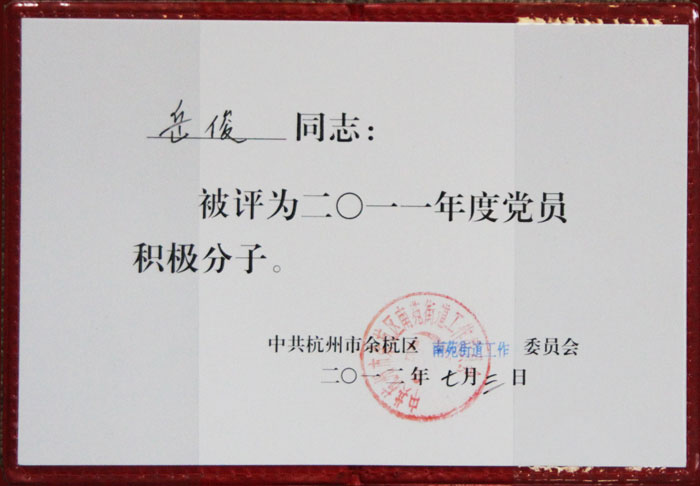 岳俊 同志：
被评为二〇一一年度党员
积极分子。
中共杭州市余杭区 南苑街道工作 委员会
二〇一二年 七月三日